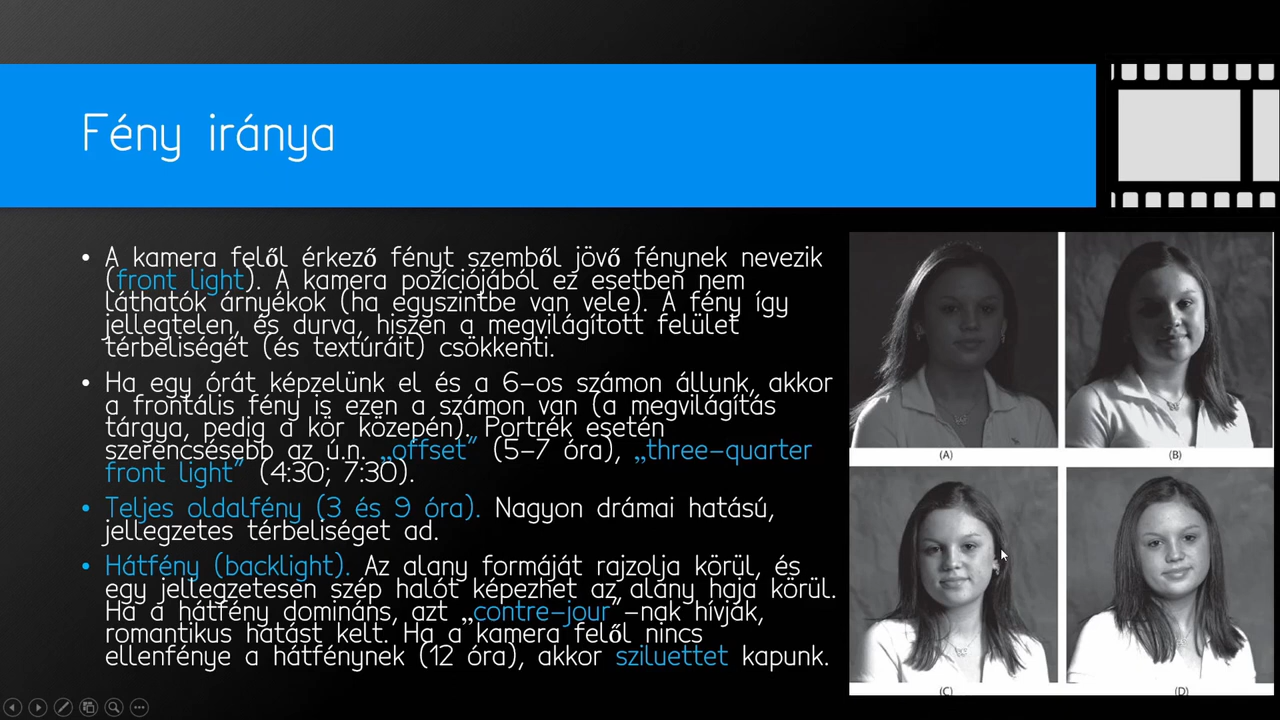 Fény iránya
• A kamera felől érkező fényt szemből jövő fénynek nevezik
(front light). A kamera pozíciójából ez esetben nem
láthatók árnyékok (ha egyszintbe van vele). A fény így
jellegtelen, és durva, hiszen a megvilágított felület
térbeliségét (és textúráit) csökkenti.
• Ha egy órát képzelünk el és a 6-os számon állunk, akkor
a frontális fény is ezen a számon van (a megvilágítás
tárgya, pedig a kör közepén). Portrék esetén
szerencsésebb az ú.n. „offset” (5-7 óra), „three-quarter
front light” (4:30; 7:30).
• Teljes oldalfény (3 és 9 óra). Nagyon drámai hatású,
jellegzetes térbeliséget ad.
• Hátfény (backlight). Az alany formáját rajzolja körül, és
egy jellegzetesen szép halót képezhet az alany haja körül.
Ha a hátfény domináns, azt „contre-jour”-nak hívják,
romantikus hatást kelt. Ha a kamera felől nincs
ellenfénye a hátfénynek (12 óra), akkor sziluettet kapunk.
(A)
(B)
(C)
(D)